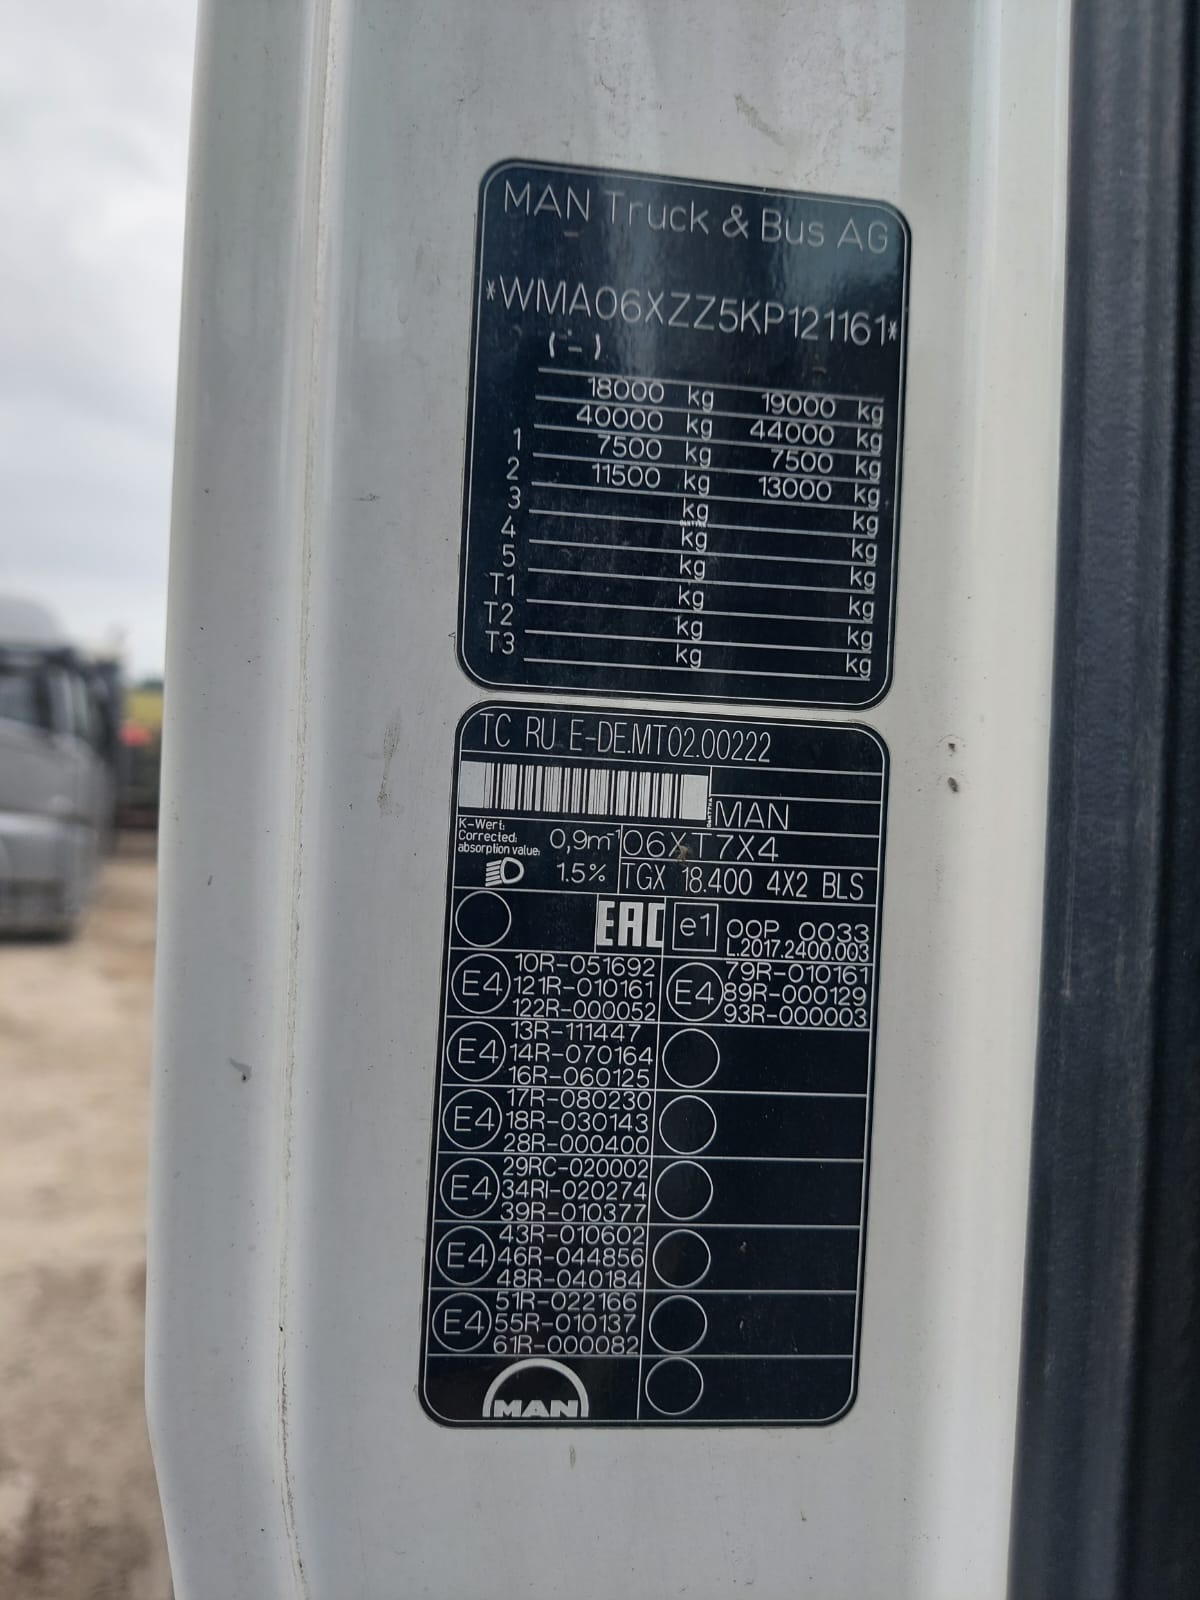 MAN Truck & Bus AG
*WMA06XZZ5KP121161*
(-)
18000 kg 19000 kg
40000 kg 44000 kg
1 7500 kg 7500 kg
2 11500 kg 13000 kg
3 kg kg
4 kg kg
5 kg kg
T1 kg kg
T2 kg kg
T3 kg kg
TC RU E-DE.MT02.00222
MAN
K-Wert:
Corrected:
absorption value:
0,9m-1
06XT7X4
1.5%
TGX 18.400 4X2 BLS
EAC
e1
00P 0033
L.2017.2400.003
E4
10R-051692
121R-010161
122R-000052
E4
79R-010161
89R-000129
93R-000003
E4
13R-111447
14R-070164
16R-060125
E4
17R-080230
18R-030143
28R-000400
E4
29RC-020002
34RI-020274
39R-010377
E4
43R-010602
46R-044856
48R-040184
E4
51R-022166
55R-010137
61R-000082
MAN